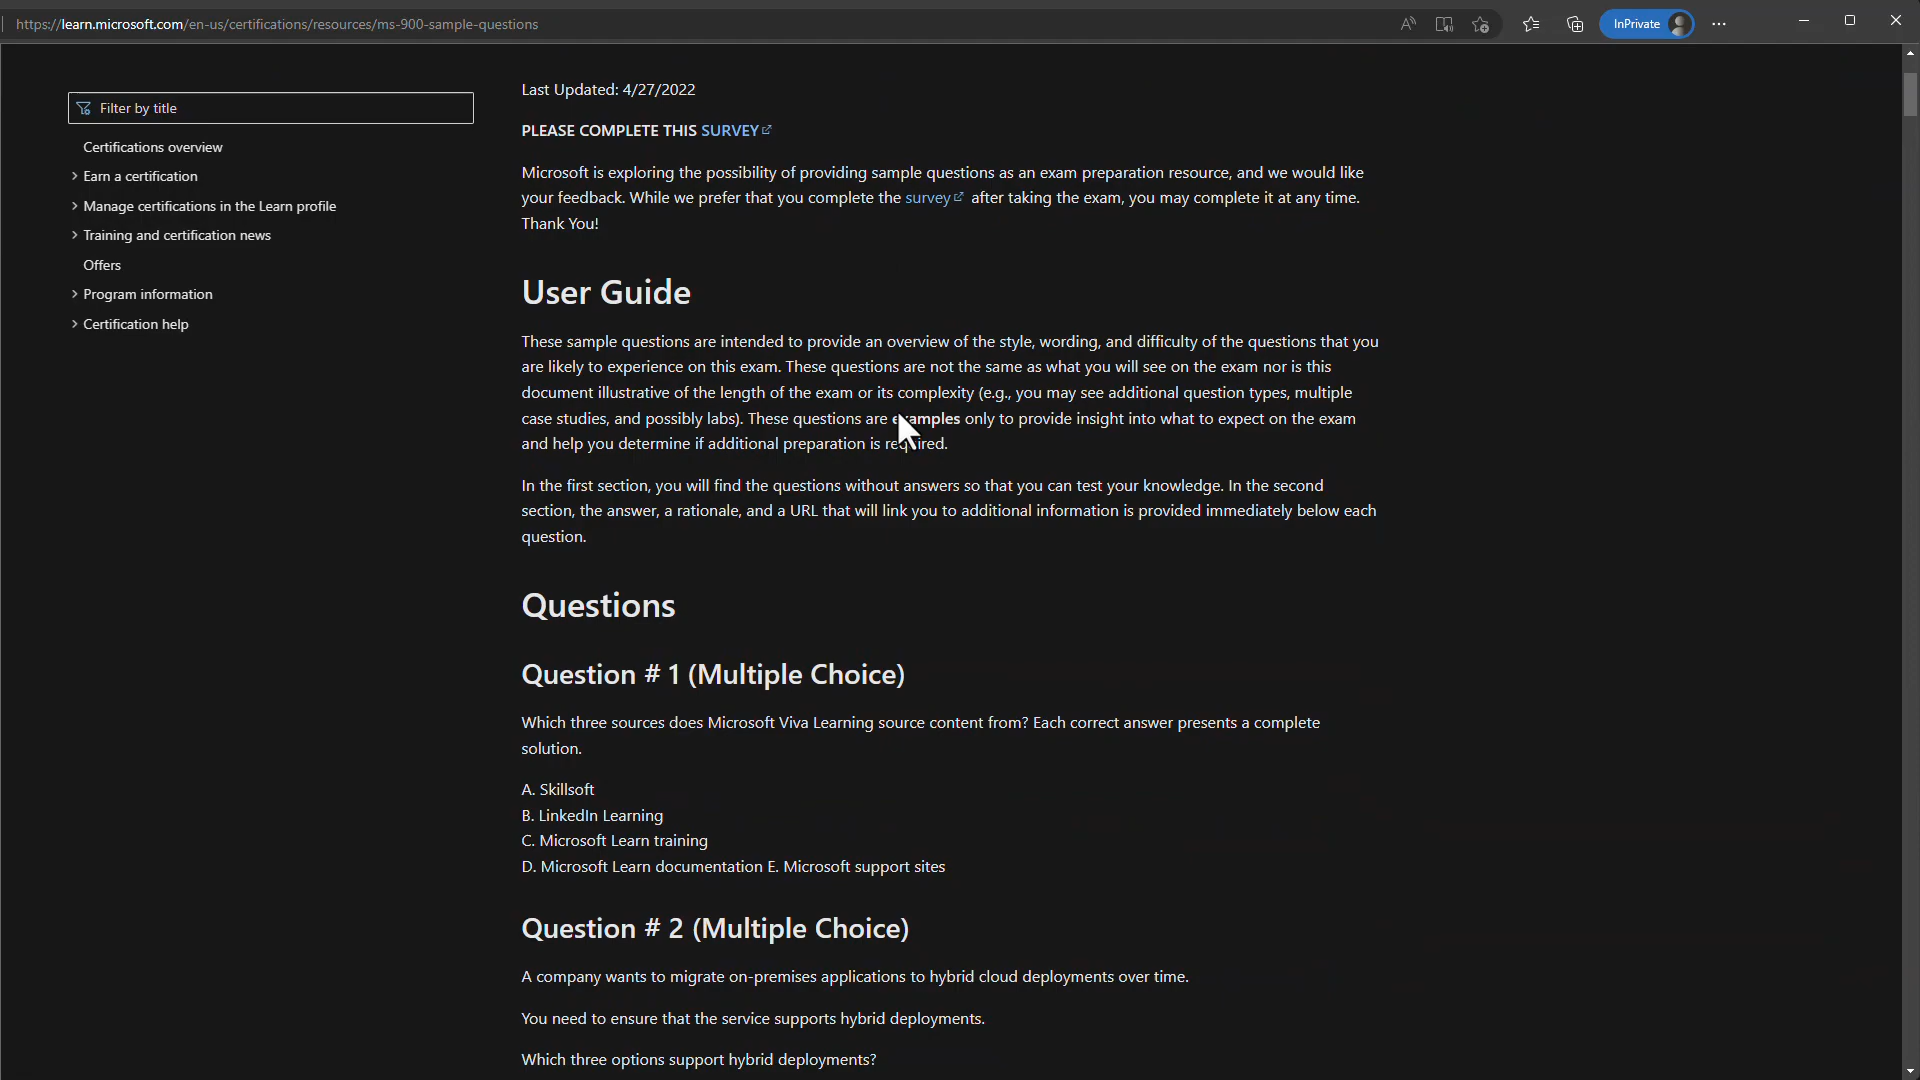 https://learn.microsoft.com/en-us/certifications/resources/ms-900-sample-questions
InPrivate
Filter by title
Certifications overview
Earn a certification
Manage certifications in the Learn profile
Training and certification news
Offers
Program information
Certification help
Last Updated: 4/27/2022
PLEASE COMPLETE THIS SURVEY
Microsoft is exploring the possibility of providing sample questions as an exam preparation resource, and we would like
your feedback. While we prefer that you complete the survey after taking the exam, you may complete it at any time.
Thank You!
User Guide
These sample questions are intended to provide an overview of the style, wording, and difficulty of the questions that you
are likely to experience on this exam. These questions are not the same as what you will see on the exam nor is this
document illustrative of the length of the exam or its complexity (e.g., you may see additional question types, multiple
case studies, and possibly labs). These questions are examples only to provide insight into what to expect on the exam
and help you determine if additional preparation is required.
In the first section, you will find the questions without answers so that you can test your knowledge. In the second
section, the answer, a rationale, and a URL that will link you to additional information is provided immediately below each
question.
Questions
Question # 1 (Multiple Choice)
Which three sources does Microsoft Viva Learning source content from? Each correct answer presents a complete
solution.
A. Skillsoft
B. LinkedIn Learning
C. Microsoft Learn training
D. Microsoft Learn documentation E. Microsoft support sites
Question # 2 (Multiple Choice)
A company wants to migrate on-premises applications to hybrid cloud deployments over time.
You need to ensure that the service supports hybrid deployments.
Which three options support hybrid deployments?